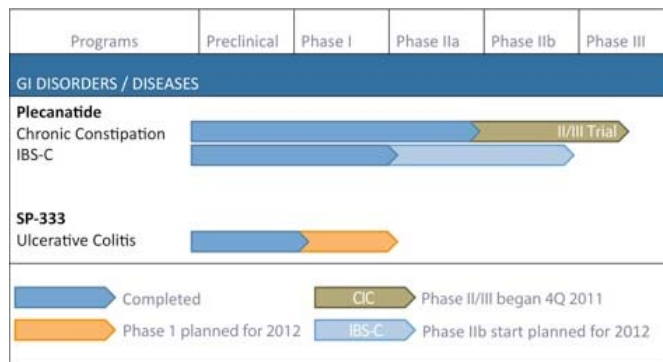 Programs Preclinical Phase I Phase IIa Phase IIb Phase III
GI DISORDERS / DISEASES
Plecanatide
Chronic Constipation II/III Trial
IBS-C
SP-333
Ulcerative Colitis
Completed CIC Phase II/III began 4Q 2011
Phase 1 planned for 2012 IBS-C Phase IIb start planned for 2012